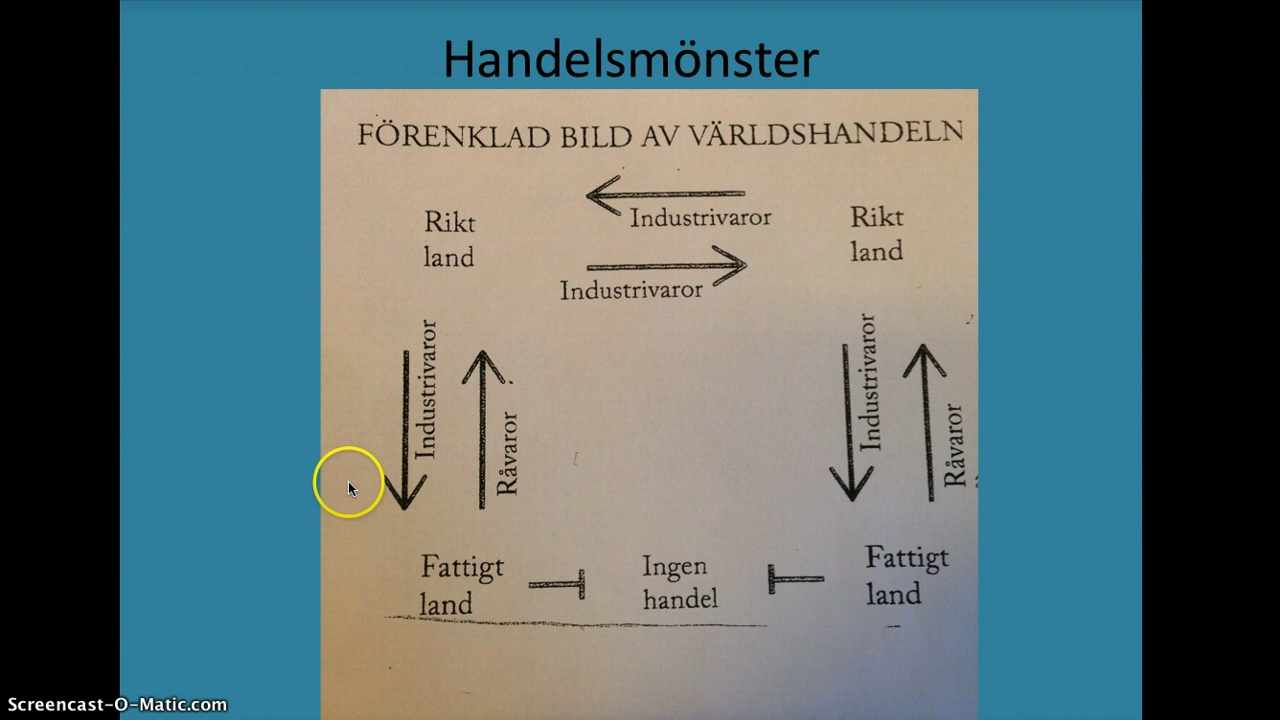 Handelsmönster
FÖRENKLAD BILD AV VÄRLDSHANDELN
Rikt
land
Industrivaror
Industrivaror
Rikt
land
Industrivaror
Råvaror
Industrivaror
Råvaror
Fattigt
land
Ingen
handel
Fattigt
land
Screencast-O-Matic.com